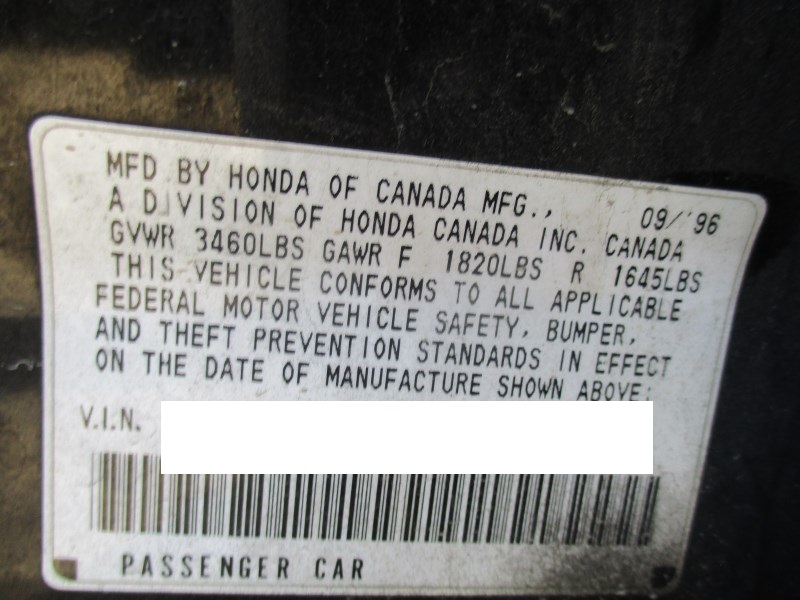 MFD BY HONDA OF CANADA MFG., 09/'96
A DIVISION OF HONDA CANADA INC. CANADA
GVWR 3460LBS GAWR F 1820LBS R 1645LBS
THIS VEHICLE CONFORMS TO ALL APPLICABLE
FEDERAL MOTOR VEHICLE SAFETY, BUMPER,
AND THEFT PREVENTION STANDARDS IN EFFECT
ON THE DATE OF MANUFACTURE SHOWN ABOVE:
V.I.N.
PASSENGER CAR